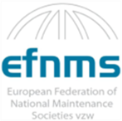 efnms
European Federation of
National Maintenance
Societies vzw